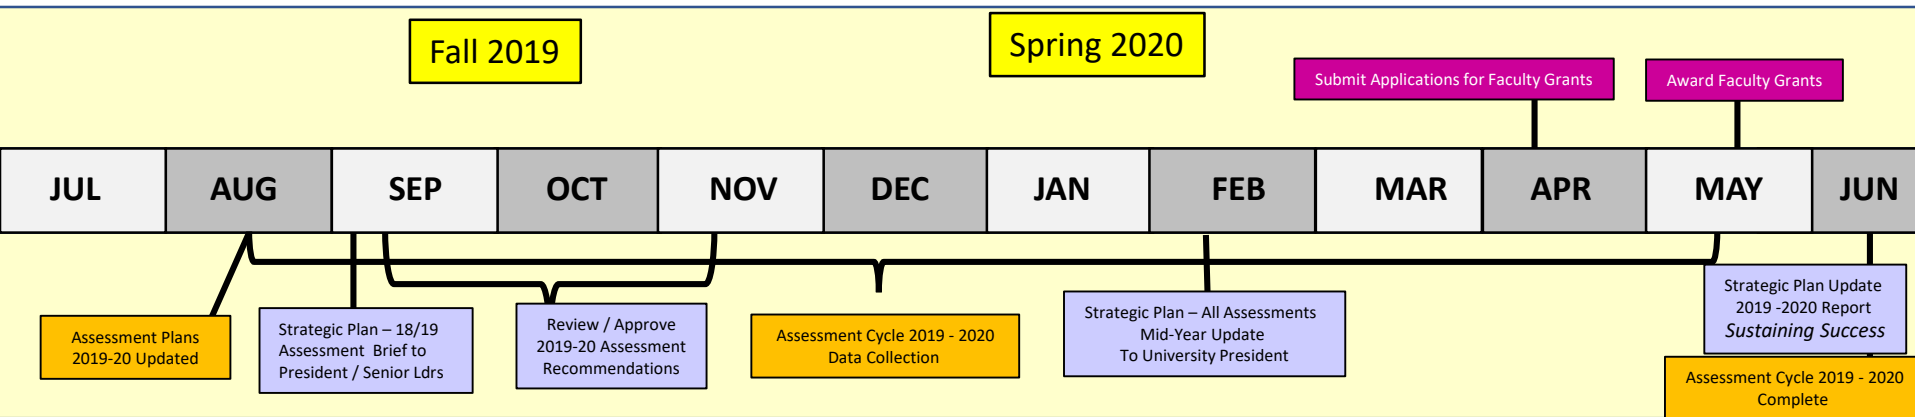 Fall 2019
Spring 2020
Submit Applications for Faculty Grants
Award Faculty Grants
JUL
AUG
SEP
OCT
NOV
DEC
JAN
FEB
MAR
APR
MAY
JUN
Assessment Plans
2019-20 Updated
Strategic Plan – 18/19
Assessment Brief to
President / Senior Ldrs
Review / Approve
2019-20 Assessment
Recommendations
Assessment Cycle 2019 - 2020
Data Collection
Strategic Plan – All Assessments
Mid-Year Update
To University President
Strategic Plan Update
2019 -2020 Report
Sustaining Success
Assessment Cycle 2019 - 2020
Complete